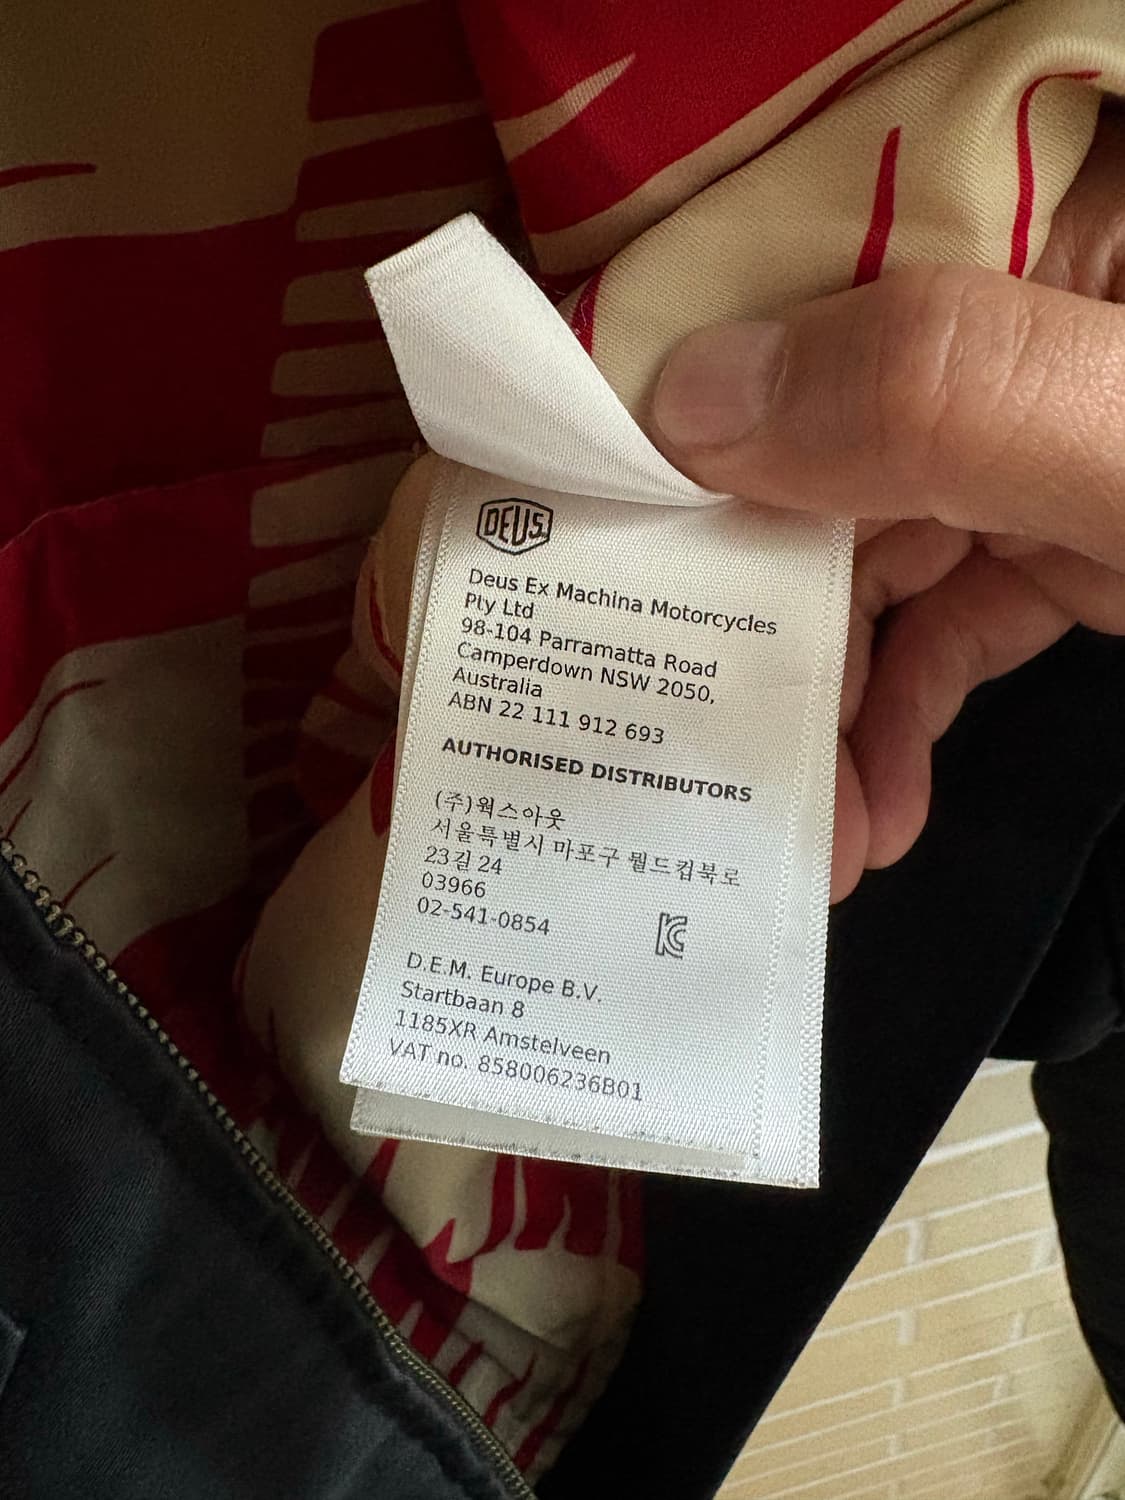 DEUS
Deus Ex Machina Motorcycles
Pty Ltd
98-104 Parramatta Road
Camperdown NSW 2050,
Australia
ABN 22 111 912 693
AUTHORISED DISTRIBUTORS
(주)웍스아웃
서울특별시 마포구 월드컵북로
23길 24
03966
02-541-0854
KC
D.E.M. Europe B.V.
Startbaan 8
1185XR Amstelveen
VAT no. 858006236B01